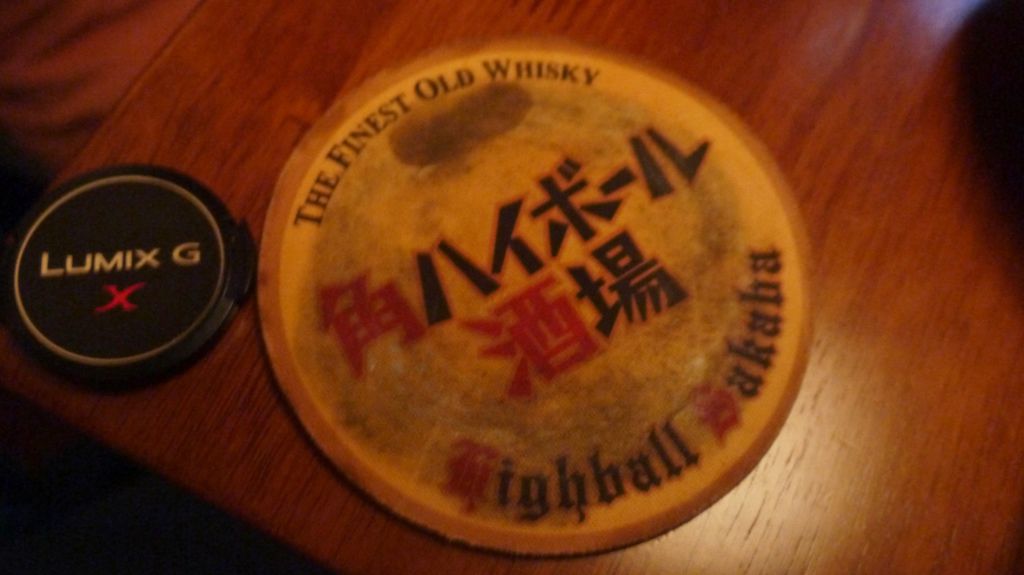 THE FINEST OLD WHISKY
角ハイボール
酒場
Highball Sakaba
LUMIX G
X